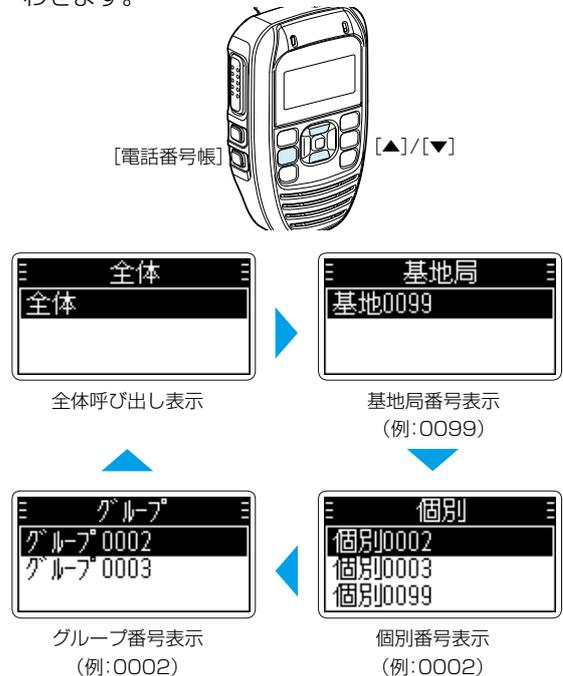 わせます。
[電話番号帳]
[▲]/[▼]
全体
全体
全体呼び出し表示
基地局
基地0099
基地局番号表示
(例:0099)
グループ
グループ0002
グループ0003
グループ番号表示
(例:0002)
個別
個別0002
個別0003
個別0099
個別番号表示
(例:0002)